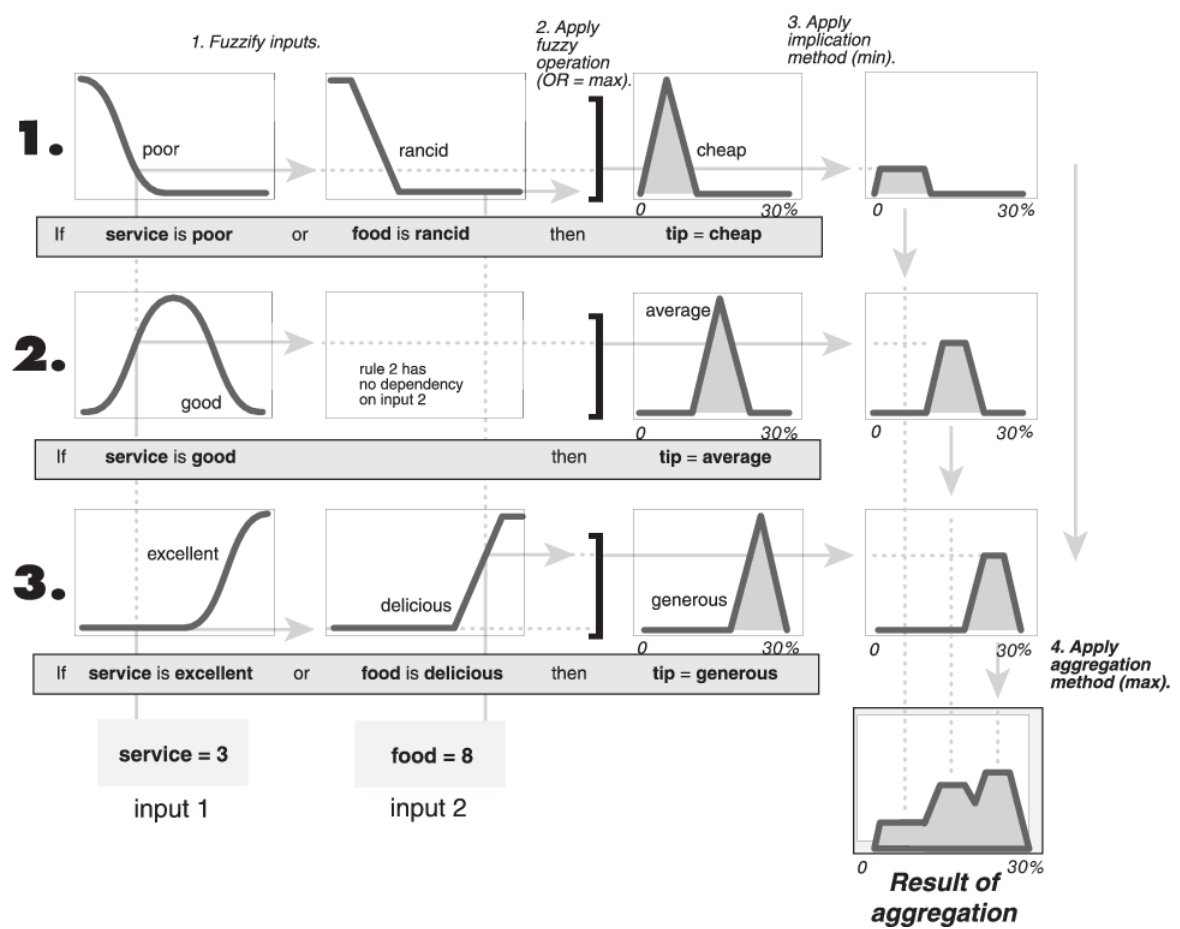 1. Fuzzify inputs.
2. Apply
fuzzy
operation
(OR = max).
3. Apply
implication
method (min).
1.
poor
rancid
cheap
0
30%
0
30%
If service is poor or food is rancid then tip = cheap
2.
good
rule 2 has
no dependency
on input 2
average
0
30%
0
30%
If service is good then tip = average
3.
excellent
delicious
generous
0
30%
0
30%
If service is excellent or food is delicious then tip = generous
4. Apply
aggregation
method (max).
service = 3
food = 8
input 1
input 2
0
30%
Result of
aggregation